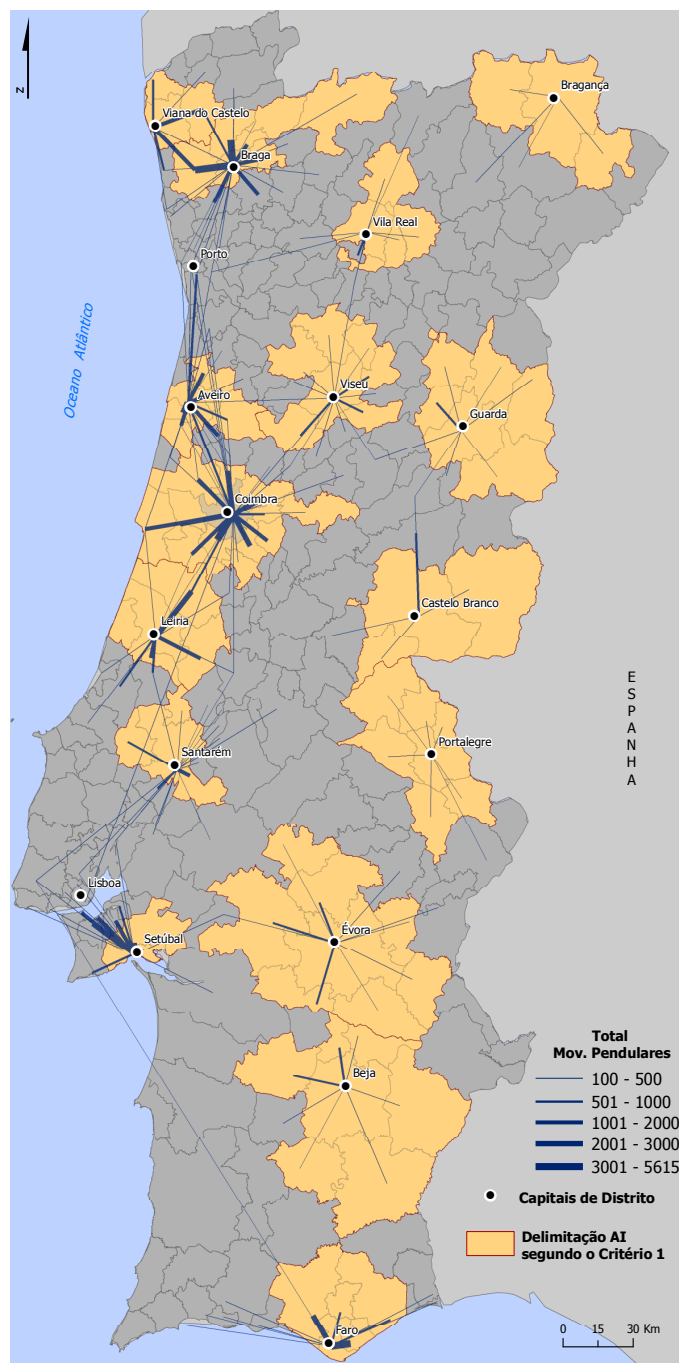 N
Bragança
Viana do Castelo
Braga
Vila Real
Porto
Oceano Atlântico
Viseu
Aveiro
Guarda
Coimbra
Castelo Branco
Leiria
ESPANHA
Portalegre
Santarém
Lisboa
Évora
Setúbal
Total
Mov. Pendulares
100 - 500
501 - 1000
1001 - 2000
2001 - 3000
3001 - 5615
Beja
Capitais de Distrito
Delimitação AI
segundo o Critério 1
Faro
0 15 30 Km